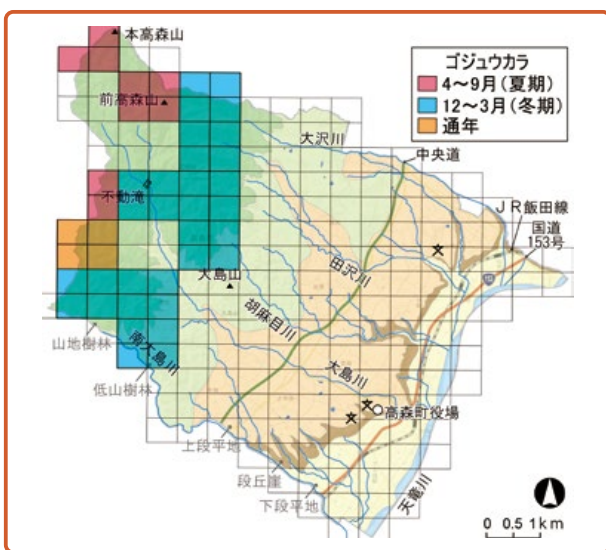 本高森山
ゴジュウカラ
4～9月(夏期)
12～3月(冬期)
通年
前高森山
大沢川
中央道
不動滝
JR飯田線
国道
153号
田沢川
大島山
胡麻目川
山地樹林
南大島川
大島川
低山樹林
高森町役場
上段平地
段丘崖
下段平地
天竜川
0 0.5 1km